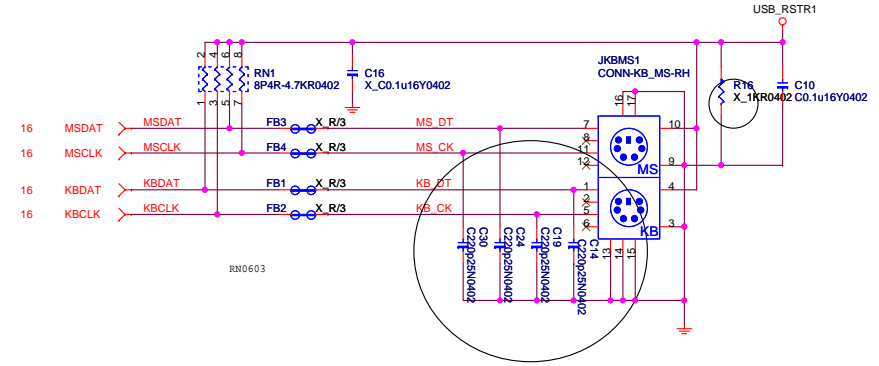 USB_RSTR1
2
4
6
8
RN1
8P4R-4.7KR0402
C16
X_C0.1u16Y0402
JKBMS1
CONN-KB_MS-RH
R16
X_1KR0402
C10
C0.1u16Y0402
1
3
5
7
16
17
16 MSDAT MSDAT FB3 X_R/3 MS_DT 7 10
8
16 MSCLK MSCLK FB4 X_R/3 MS_CK 11
12 MS 9
16 KBDAT KBDAT FB1 X_R/3 KB_DT 1 4
2
16 KBCLK KBCLK FB2 X_R/3 KB_CK 5
6 KB 3
13
14
15
C30
C220p25N0402
C24
C220p25N0402
C19
C220p25N0402
C14
C220p25N0402
RN0603